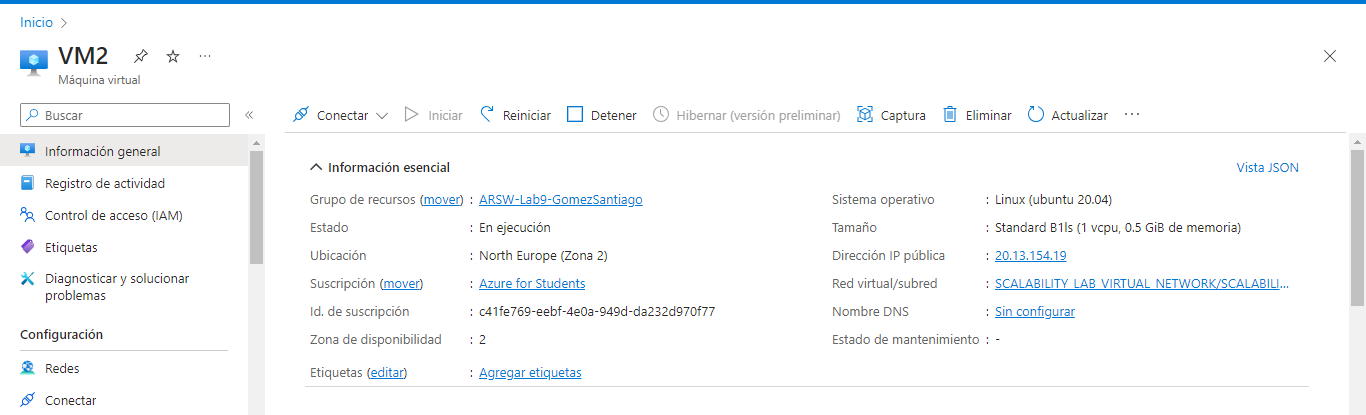 Inicio
VM2
Máquina virtual
Buscar
Información general
Registro de actividad
Control de acceso (IAM)
Etiquetas
Diagnosticar y solucionar
problemas
Configuración
Redes
Conectar
Conectar Iniciar Reiniciar Detener Hibernar (versión preliminar) Captura Eliminar Actualizar
Información esencial Vista JSON
Grupo de recursos (mover) : ARSW-Lab9-GomezSantiago
Estado : En ejecución
Ubicación : North Europe (Zona 2)
Suscripción (mover) : Azure for Students
Id. de suscripción : c41fe769-eebf-4e0a-949d-da232d970f77
Zona de disponibilidad : 2
Etiquetas (editar) : Agregar etiquetas
Sistema operativo : Linux (ubuntu 20.04)
Tamaño : Standard B1ls (1 vcpu, 0.5 GiB de memoria)
Dirección IP pública : 20.13.154.19
Red virtual/subred : SCALABILITY_LAB_VIRTUAL_NETWORK/SCALABILI...
Nombre DNS : Sin configurar
Estado de mantenimiento : -